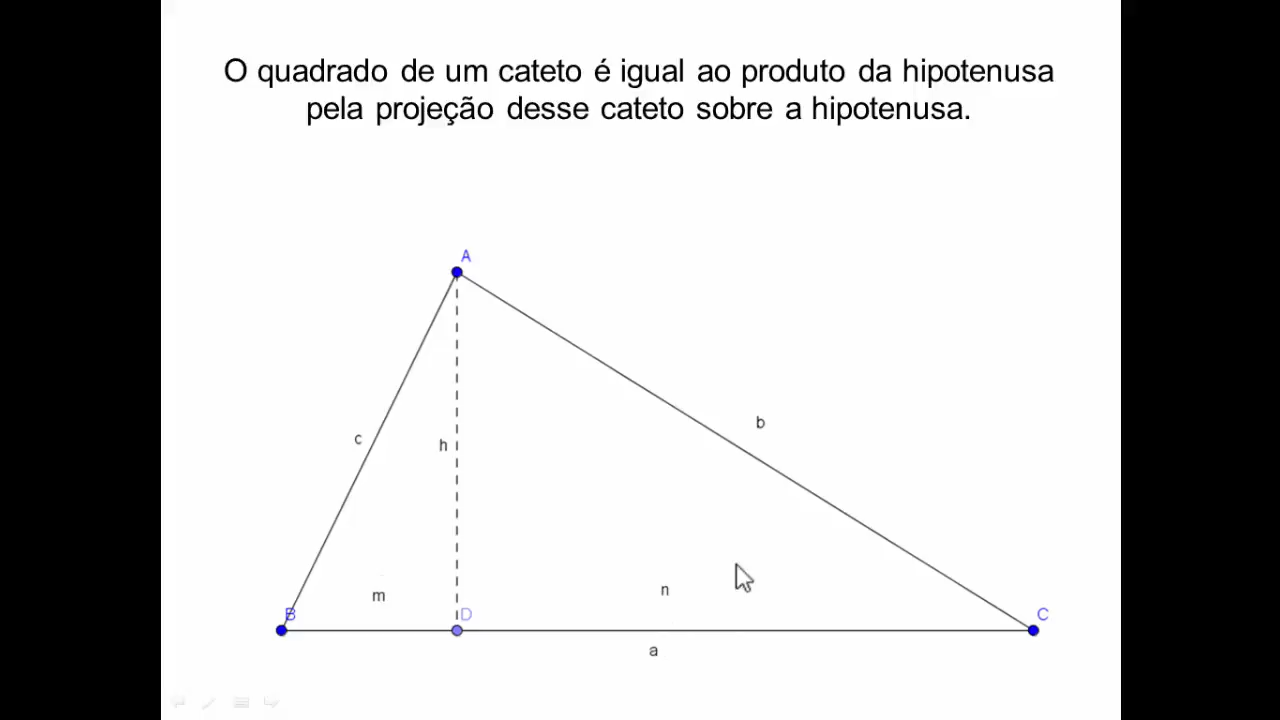 O quadrado de um cateto é igual ao produto da hipotenusa
pela projeção desse cateto sobre a hipotenusa.
A
c
h
b
m
n
B
D
C
a